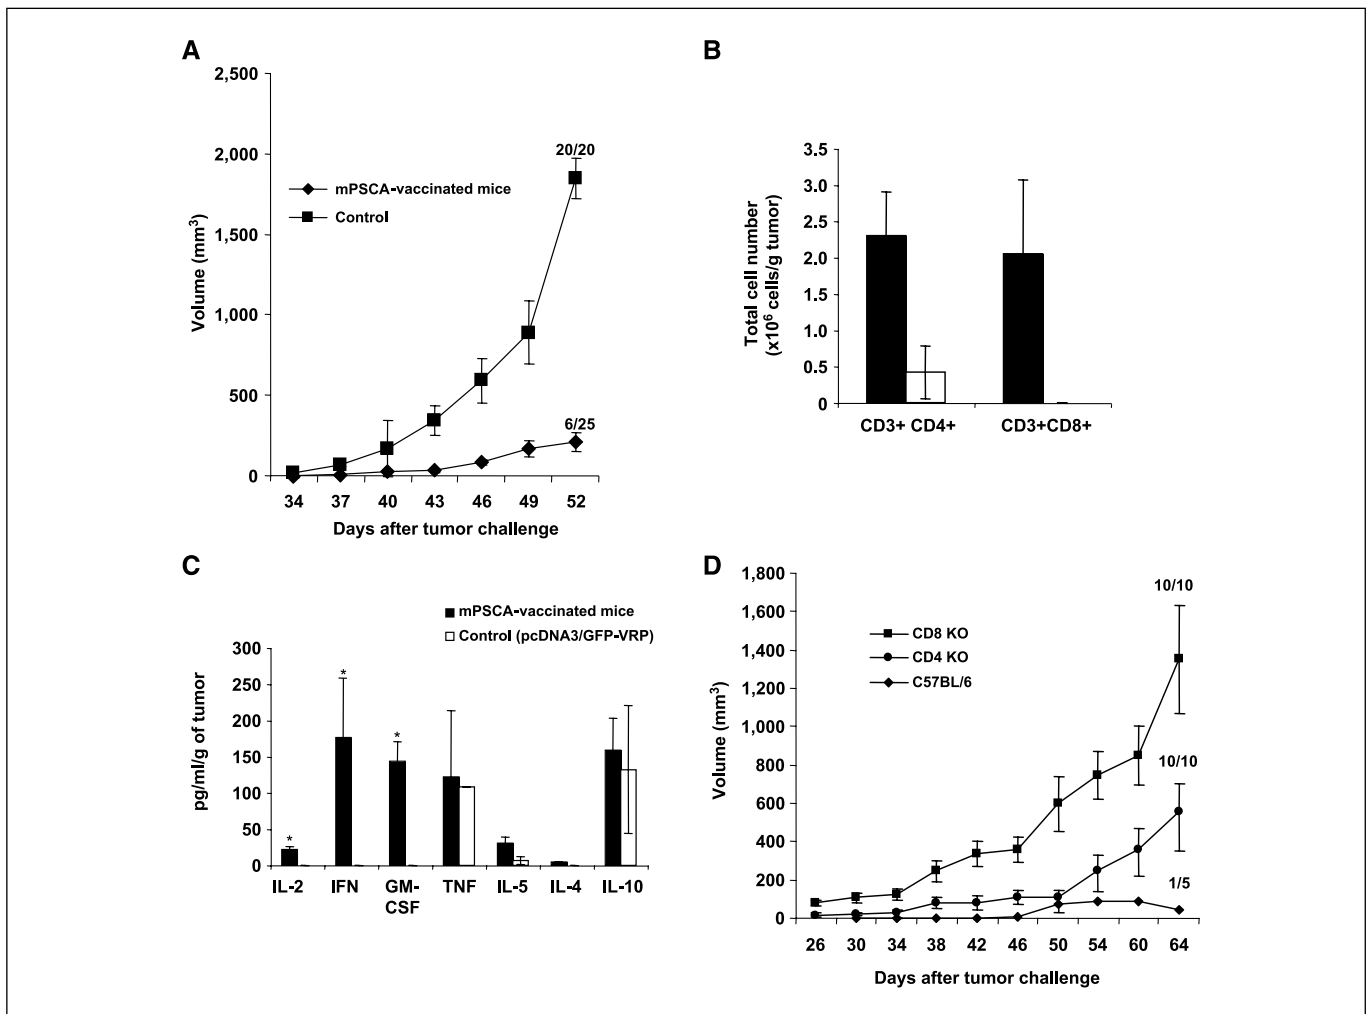 A
2,500
2,000
1,500
1,000
500
0
Volume (mm³)
mPSCA-vaccinated mice
Control
20/20
6/25
34 37 40 43 46 49 52
Days after tumor challenge
B
3.5
3.0
2.5
2.0
1.5
1.0
0.5
0
Total cell number
(x10⁶ cells/g tumor)
CD3+ CD4+ CD3+CD8+
C
mPSCA-vaccinated mice
Control (pcDNA3/GFP-VRP)
300
250
200
150
100
50
0
pg/ml/g of tumor
*
*
*
IL-2 IFN GM- TNF IL-5 IL-4 IL-10
CSF
D
1,800
1,600
1,400
1,200
1,000
800
600
400
200
0
Volume (mm³)
CD8 KO
CD4 KO
C57BL/6
10/10
10/10
1/5
26 30 34 38 42 46 50 54 60 64
Days after tumor challenge